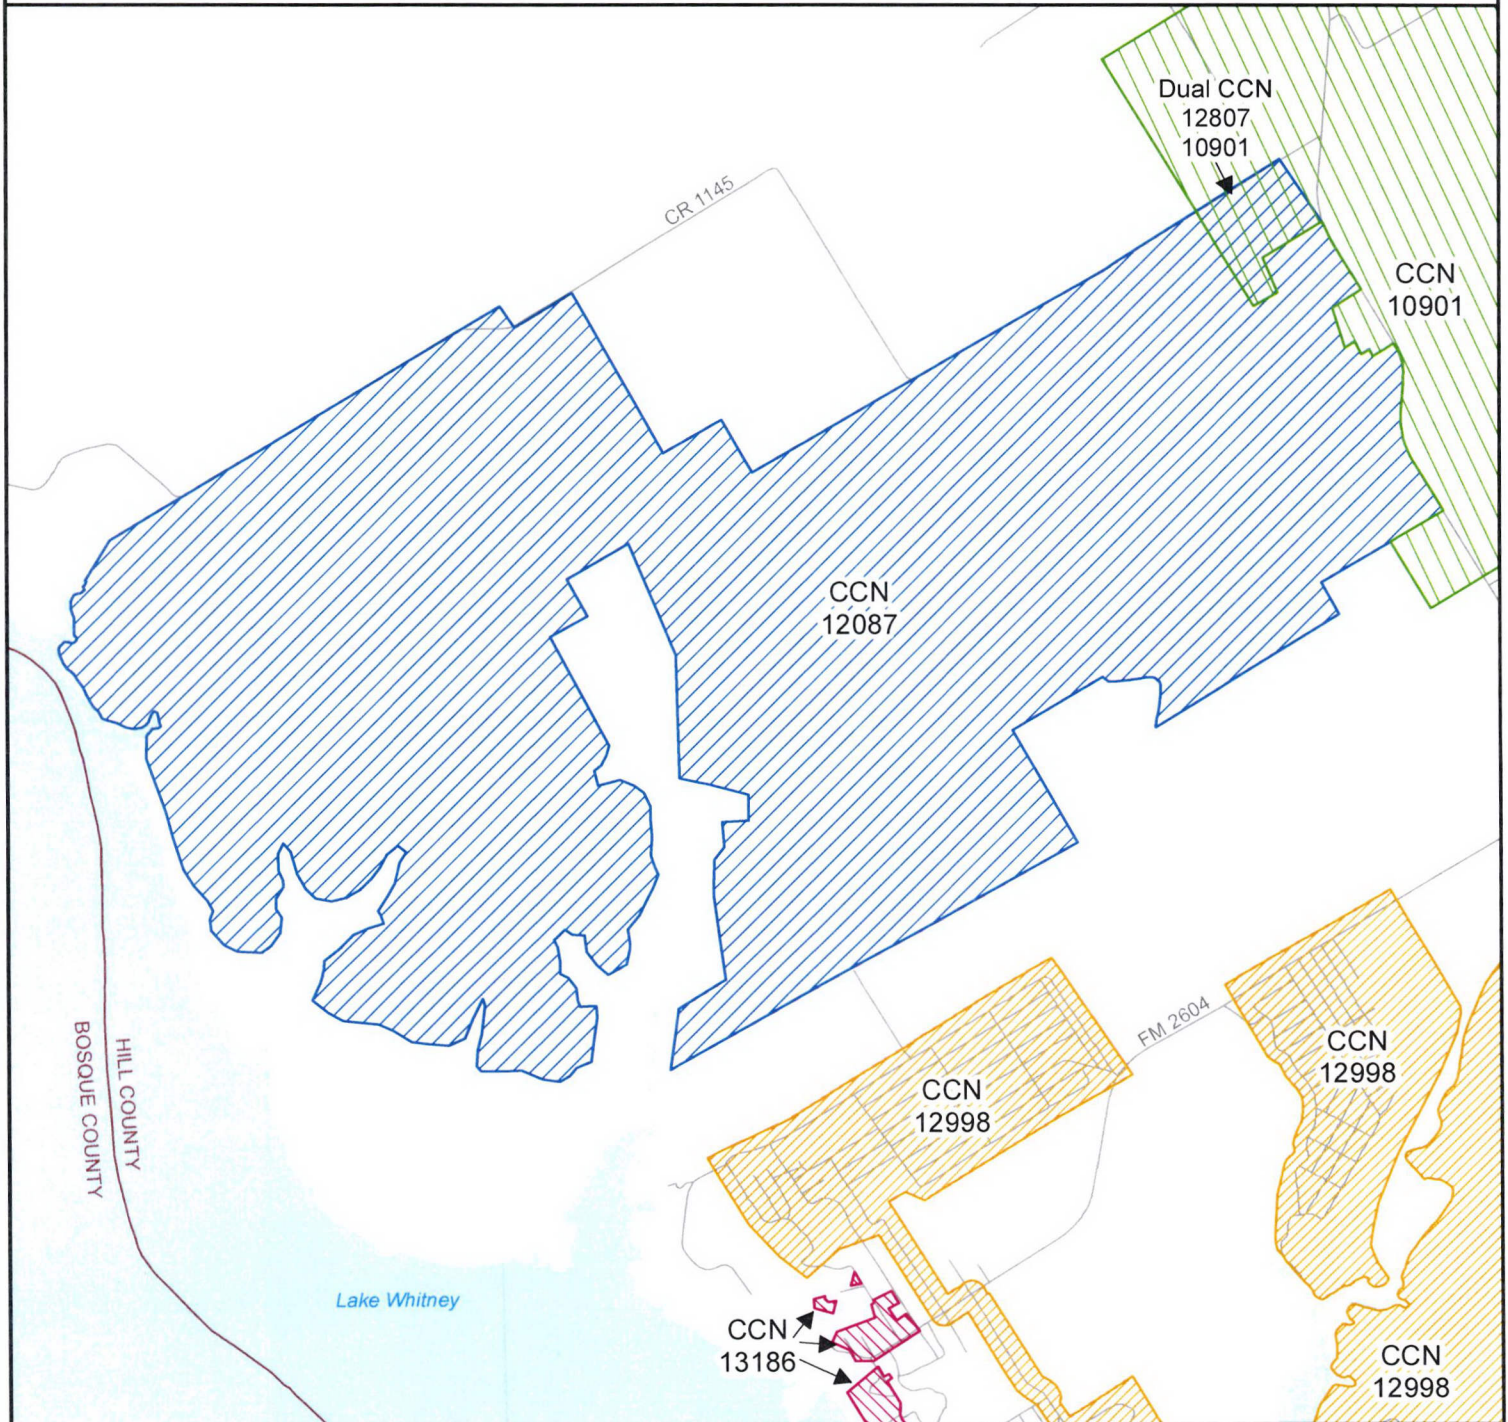 Dual CCN
12807
10901
CR 1145
CCN
10901
CCN
12087
FM 2604
CCN
12998
CCN
12998
HILL COUNTY
BOSQUE COUNTY
Lake Whitney
CCN
13186
CCN
12998